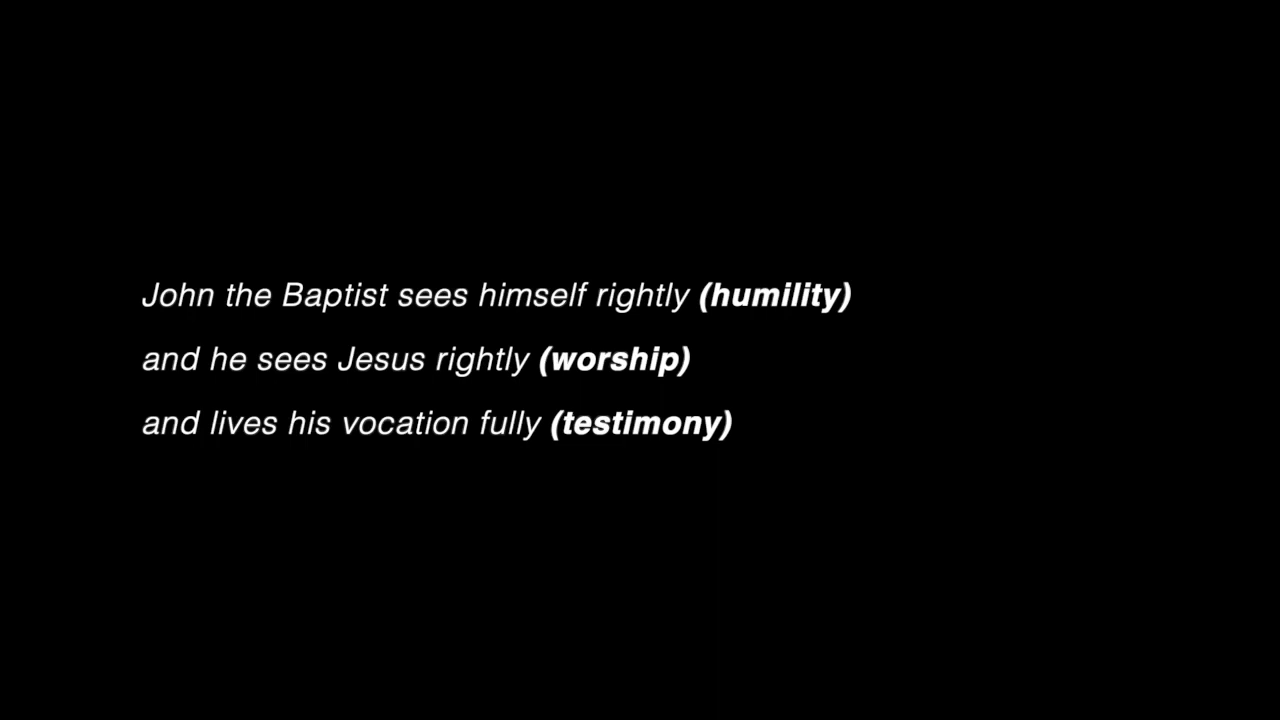 John the Baptist sees himself rightly (humility)
and he sees Jesus rightly (worship)
and lives his vocation fully (testimony)